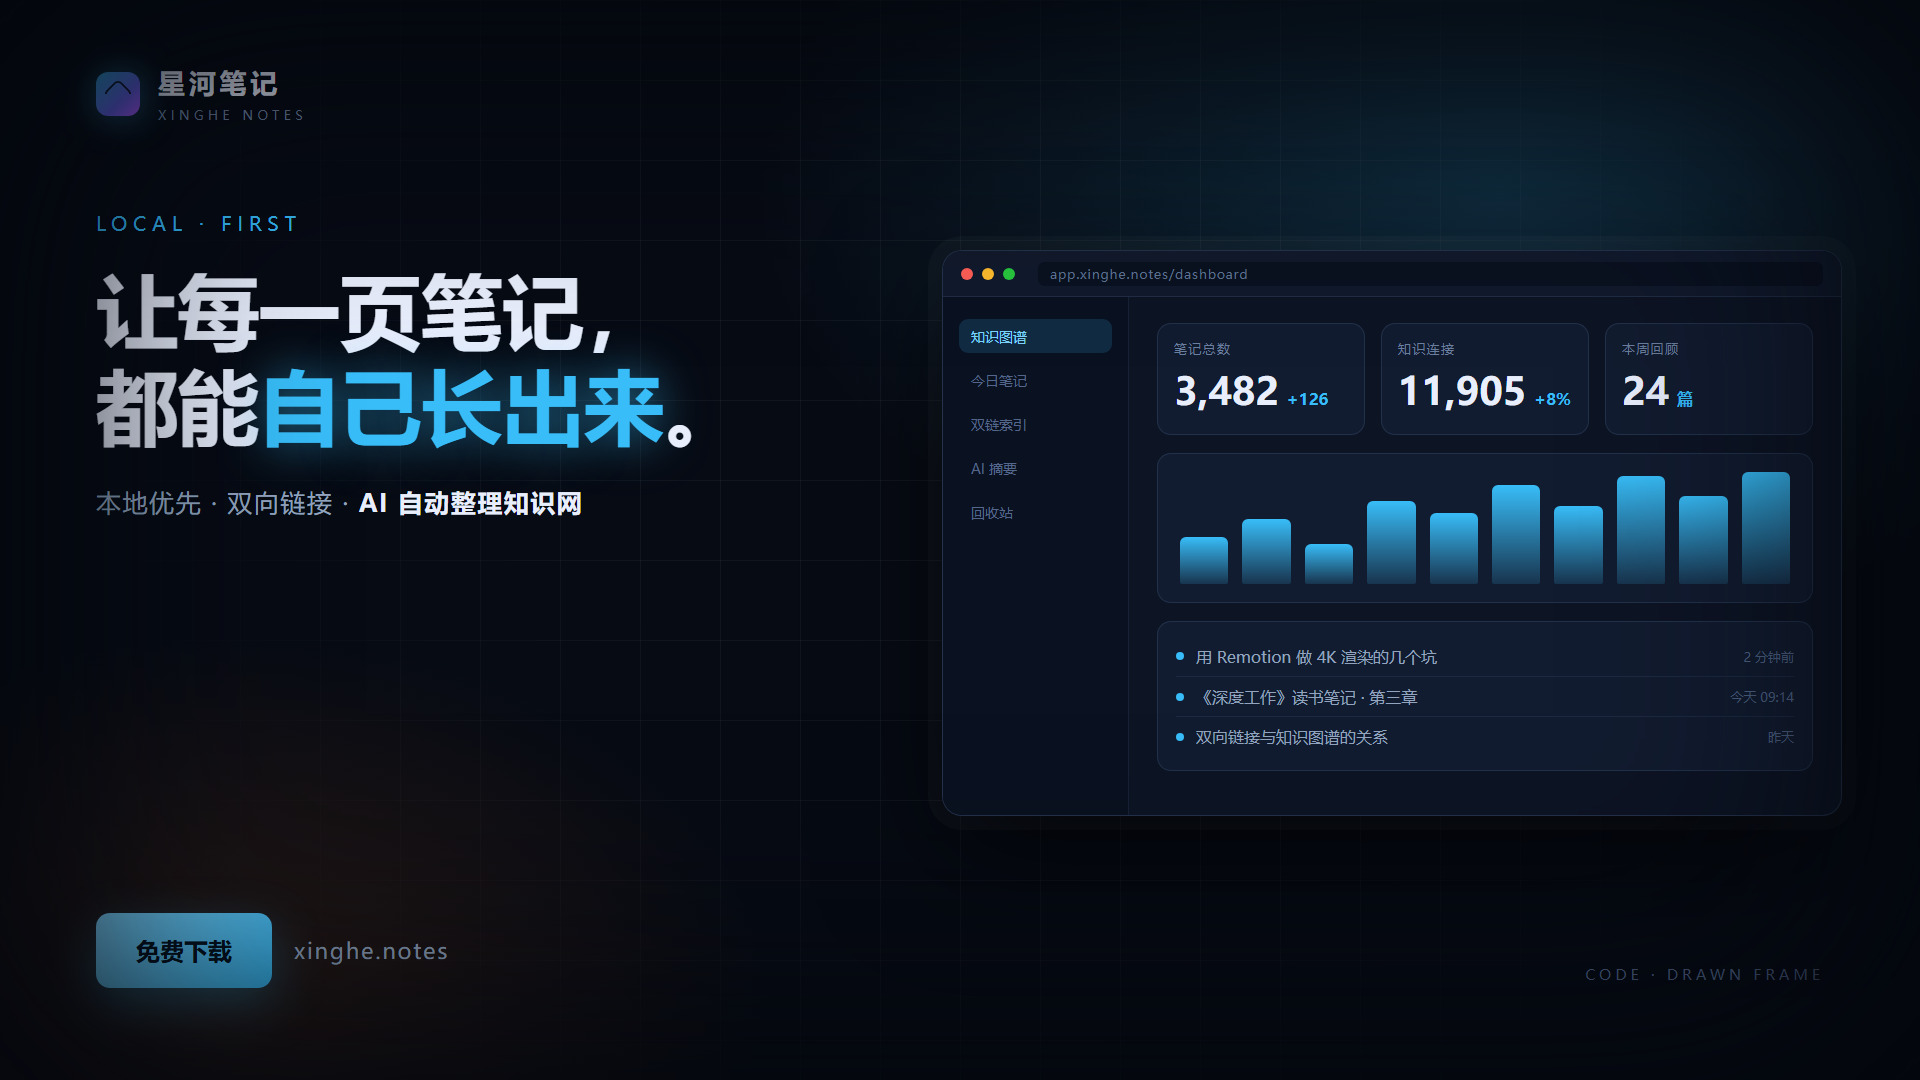 星河笔记
XINGHE NOTES
LOCAL · FIRST
让每一页笔记，
都能自己长出来。
本地优先 · 双向链接 · AI 自动整理知识网
免费下载
xinghe.notes
app.xinghe.notes/dashboard
知识图谱
今日笔记
双链索引
AI 摘要
回收站
笔记总数
3,482 +126
知识连接
11,905 +8%
本周回顾
24 篇
用 Remotion 做 4K 渲染的几个坑
2 分钟前
《深度工作》读书笔记 · 第三章
今天 09:14
双向链接与知识图谱的关系
昨天
CODE · DRAWN FRAME